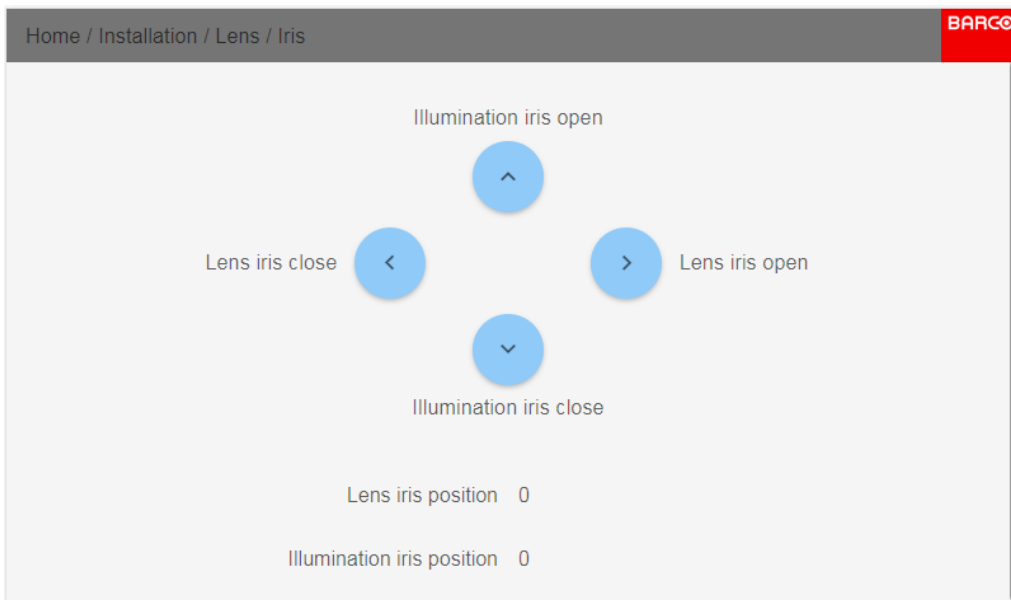 Home / Installation / Lens / Iris
BARCO
Illumination iris open
Lens iris close
Lens iris open
Illumination iris close
Lens iris position 0
Illumination iris position 0